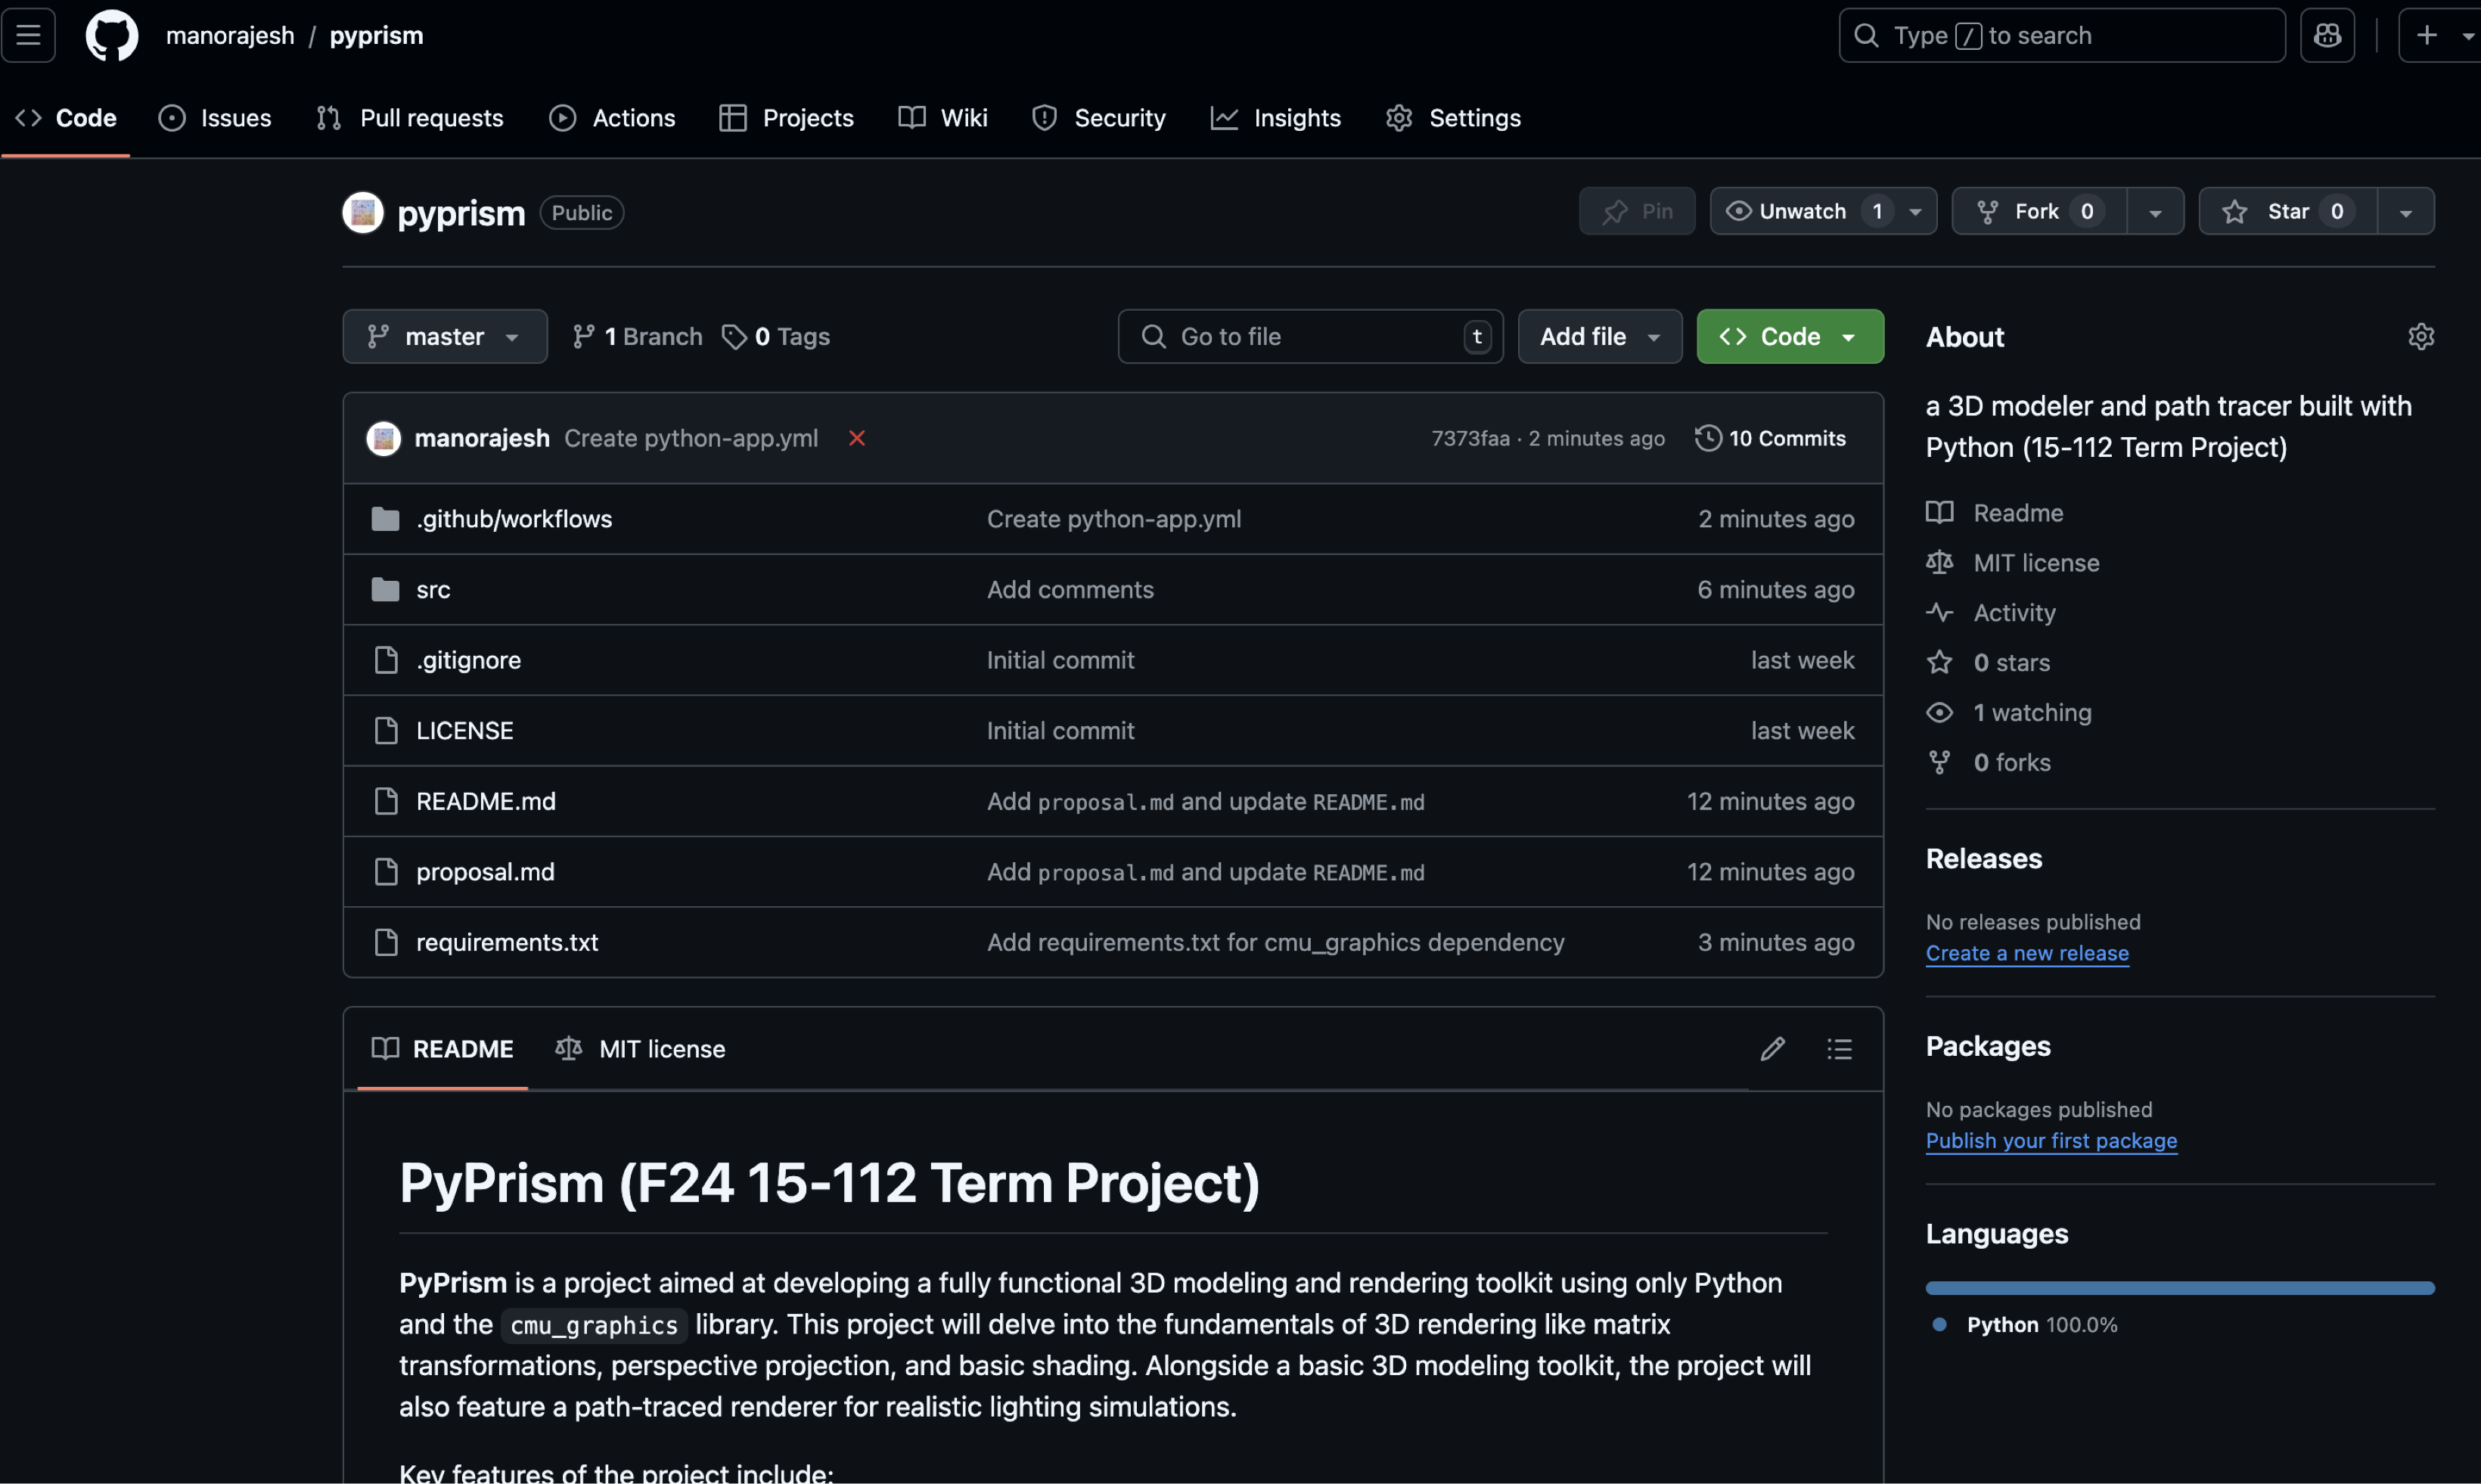 manorajesh / pyprism
Type / to search
Code Issues Pull requests Actions Projects Wiki Security Insights Settings
pyprism Public
Pin Unwatch 1 Fork 0 Star 0
master 1 Branch 0 Tags
Go to file t Add file Code
manorajesh Create python-app.yml 7373faa · 2 minutes ago 10 Commits
.github/workflows Create python-app.yml 2 minutes ago
src Add comments 6 minutes ago
.gitignore Initial commit last week
LICENSE Initial commit last week
README.md Add proposal.md and update README.md 12 minutes ago
proposal.md Add proposal.md and update README.md 12 minutes ago
requirements.txt Add requirements.txt for cmu_graphics dependency 3 minutes ago
README MIT license
PyPrism (F24 15-112 Term Project)
PyPrism is a project aimed at developing a fully functional 3D modeling and rendering toolkit using only Python
and the cmu_graphics library. This project will delve into the fundamentals of 3D rendering like matrix
transformations, perspective projection, and basic shading. Alongside a basic 3D modeling toolkit, the project will
also feature a path-traced renderer for realistic lighting simulations.
Key features of the project include:
About
a 3D modeler and path tracer built with
Python (15-112 Term Project)
Readme
MIT license
Activity
0 stars
1 watching
0 forks
Releases
No releases published
Create a new release
Packages
No packages published
Publish your first package
Languages
Python 100.0%